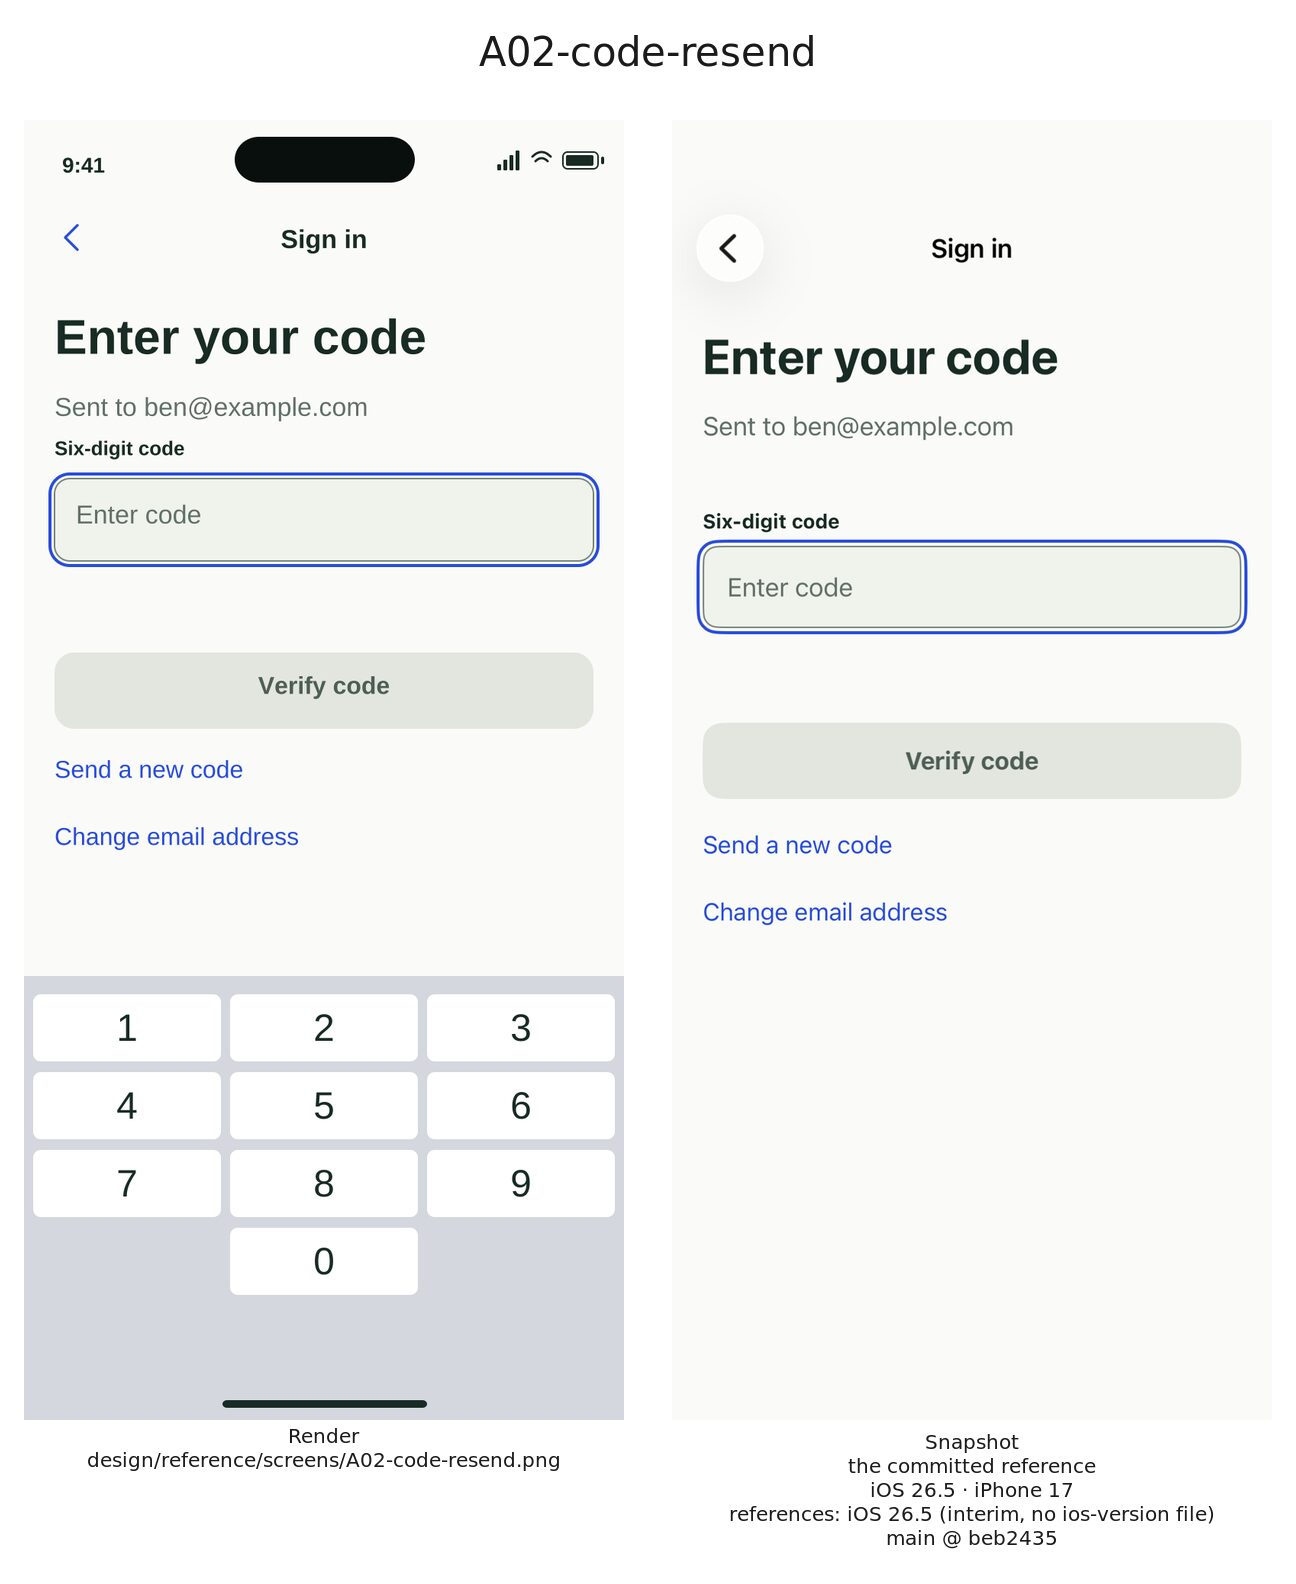 A02-code-resend
9:41
Sign in
Enter your code
Sent to ben@example.com
Six-digit code
Enter code
Verify code
Send a new code
Change email address
1 2 3
4 5 6
7 8 9
0
Render
design/reference/screens/A02-code-resend.png
Sign in
Enter your code
Sent to ben@example.com
Six-digit code
Enter code
Verify code
Send a new code
Change email address
Snapshot
the committed reference
iOS 26.5 · iPhone 17
references: iOS 26.5 (interim, no ios-version file)
main @ beb2435